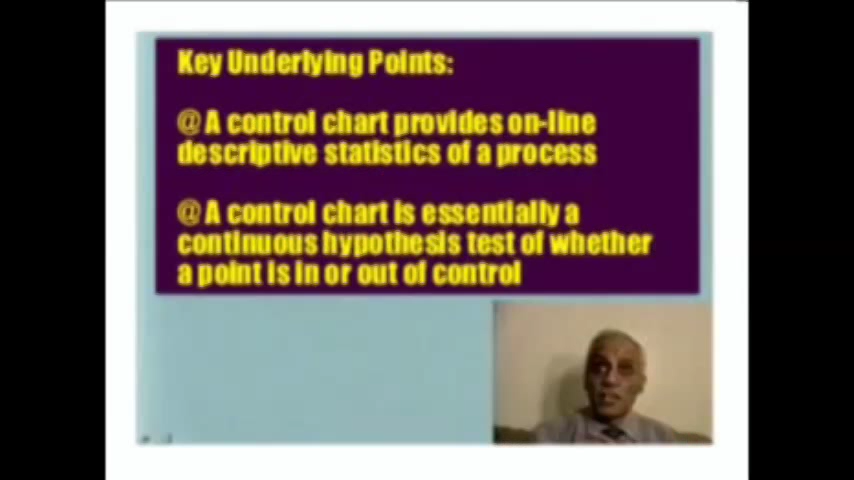 Key Underlying Points:
@ A control chart provides on-line
descriptive statistics of a process
@ A control chart is essentially a
continuous hypothesis test of whether
a point is in or out of control